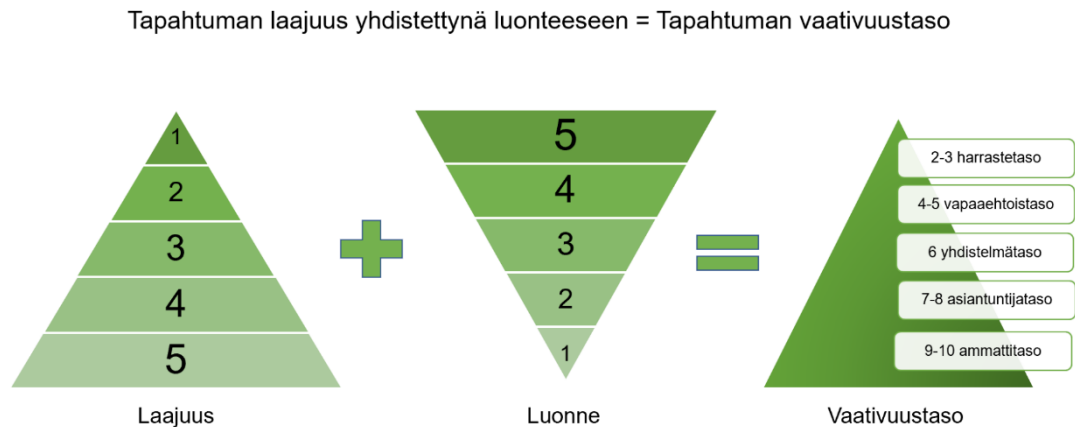 Tapahtuman laajuus yhdistettynä luonteeseen = Tapahtuman vaativuustaso
1
2
3
4
5
Laajuus
5
4
3
2
1
Luonne
2-3 harrastetaso
4-5 vapaaehtoistaso
6 yhdistelmätaso
7-8 asiantuntijataso
9-10 ammattitaso
Vaativuustaso